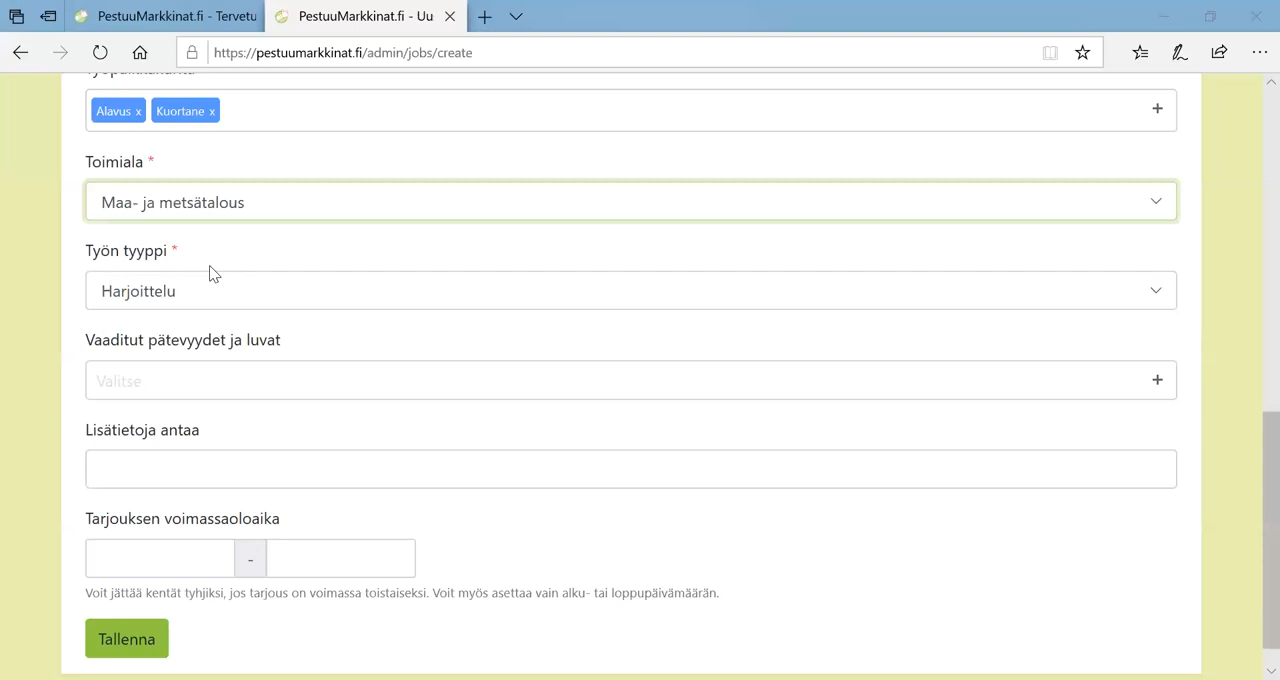 PestuuMarkkinat.fi - Tervetu
PestuuMarkkinat.fi - Uu
https://pestuumarkkinat.fi/admin/jobs/create
Alavus x Kuortane x +
Toimiala *
Maa- ja metsätalous
Työn tyyppi *
Harjoittelu
Vaaditut pätevyydet ja luvat
Valitse +
Lisätietoja antaa
Tarjouksen voimassaoloaika
-
Voit jättää kentät tyhjiksi, jos tarjous on voimassa toistaiseksi. Voit myös asettaa vain alku- tai loppupäivämäärän.
Tallenna